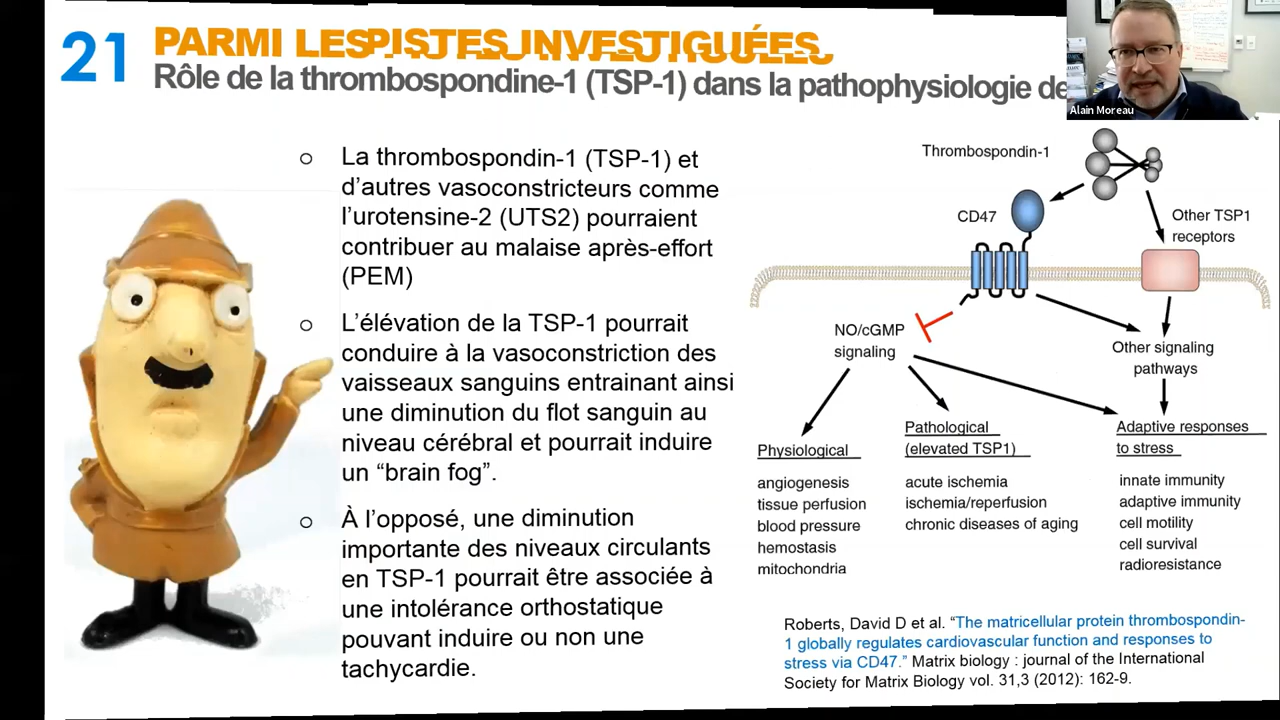 21
PARMI LES PISTES INVESTIGUÉES
Rôle de la thrombospondine-1 (TSP-1) dans la pathophysiologie de
Alain Moreau
o La thrombospondin-1 (TSP-1) et
d'autres vasoconstricteurs comme
l'urotensine-2 (UTS2) pourraient
contribuer au malaise après-effort
(PEM)
o L'élévation de la TSP-1 pourrait
conduire à la vasoconstriction des
vaisseaux sanguins entrainant ainsi
une diminution du flot sanguin au
niveau cérébral et pourrait induire
un “brain fog”.
o À l'opposé, une diminution
importante des niveaux circulants
en TSP-1 pourrait être associée à
une intolérance orthostatique
pouvant induire ou non une
tachycardie.
Thrombospondin-1
CD47
Other TSP1
receptors
NO/cGMP
signaling
Other signaling
pathways
Physiological
angiogenesis
tissue perfusion
blood pressure
hemostasis
mitochondria
Pathological
(elevated TSP1)
acute ischemia
ischemia/reperfusion
chronic diseases of aging
Adaptive responses
to stress
innate immunity
adaptive immunity
cell motility
cell survival
radioresistance
Roberts, David D et al. “The matricellular protein thrombospondin-
1 globally regulates cardiovascular function and responses to
stress via CD47.” Matrix biology : journal of the International
Society for Matrix Biology vol. 31,3 (2012): 162-9.